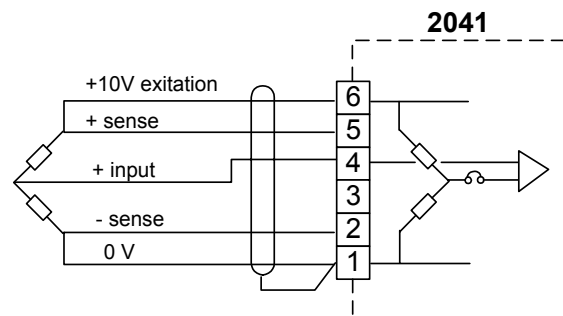 2041
+10V exitation
+ sense
+ input
- sense
0 V
6
5
4
3
2
1